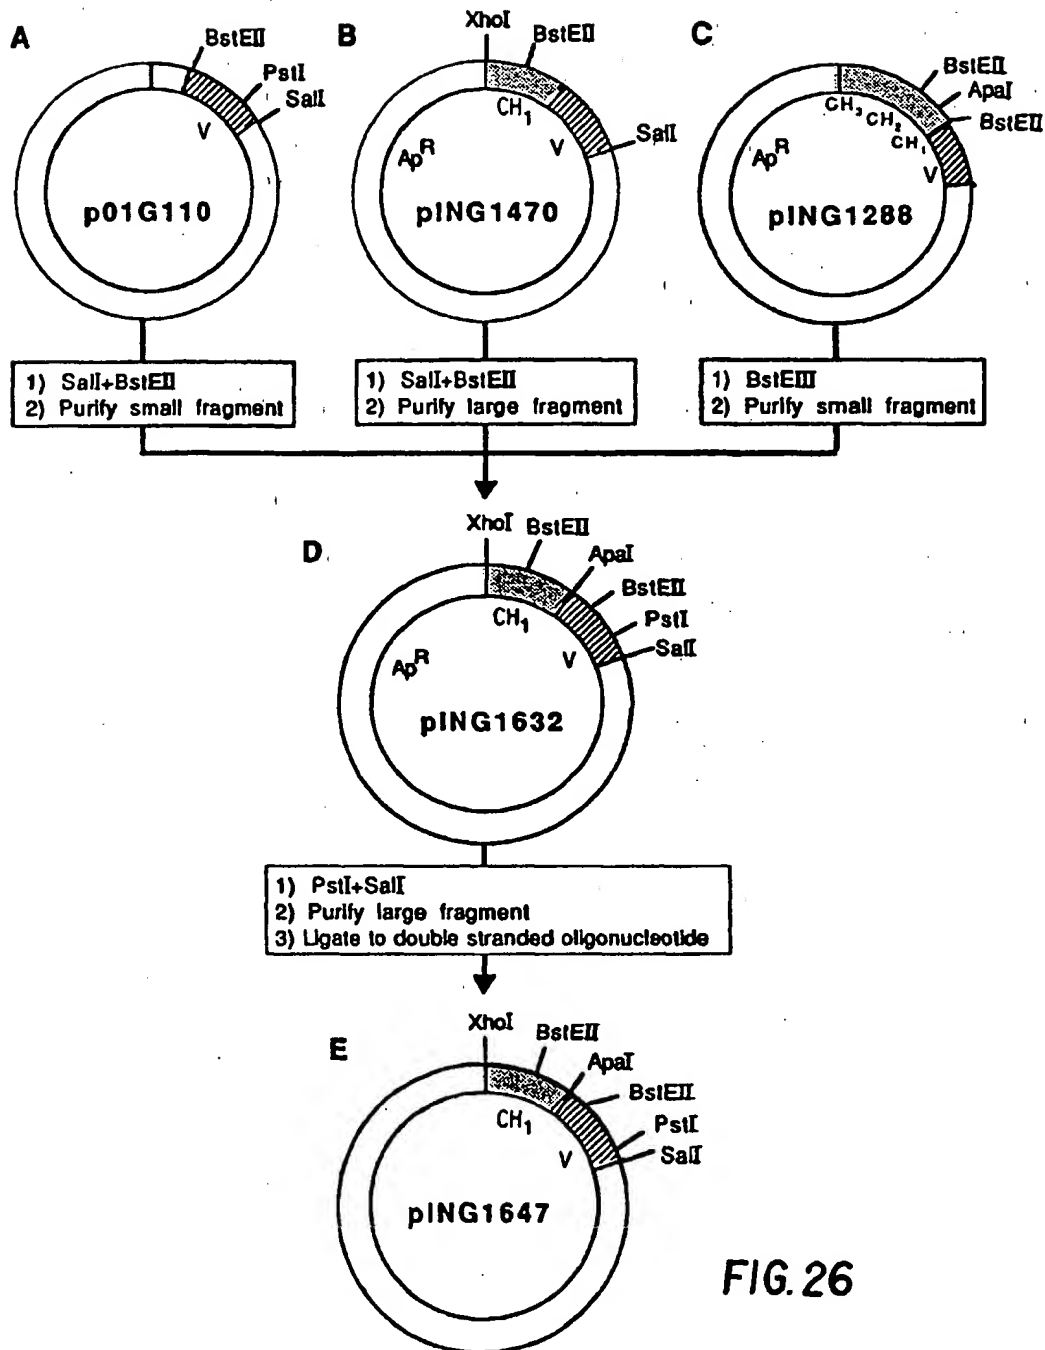 A
BstEII
PstI
SalI
V
p01G110
B
XhoI
BstEII
CH1
V
SalI
ApR
pING1470
C
BstEII
ApaI
BstEII
CH3
CH2
CH1
V
ApR
pING1288
1) SalI+BstEII
2) Purify small fragment
1) SalI+BstEII
2) Purify large fragment
1) BstEIII
2) Purify small fragment
D
XhoI
BstEII
ApaI
BstEII
PstI
SalI
CH1
V
ApR
pING1632
1) PstI+SalI
2) Purify large fragment
3) Ligate to double stranded oligonucleotide
E
XhoI
BstEII
ApaI
BstEII
PstI
SalI
CH1
V
pING1647
FIG. 26